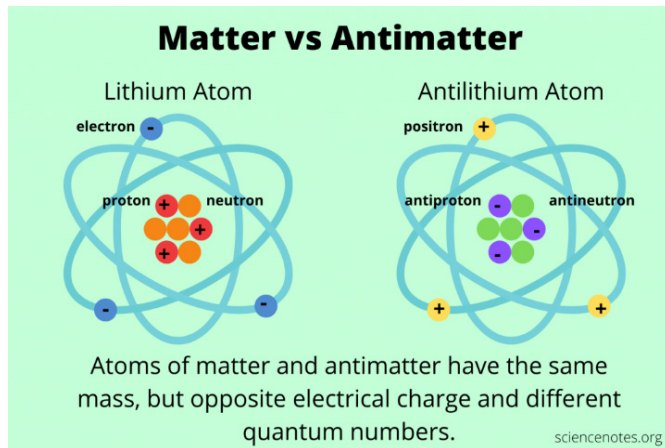 Matter vs Antimatter
Lithium Atom
Antilithium Atom
electron
-
positron
+
proton
+
neutron
+
+
antiproton
-
antineutron
-
-
-
-
+
+
Atoms of matter and antimatter have the same
mass, but opposite electrical charge and different
quantum numbers.
sciencenotes.org